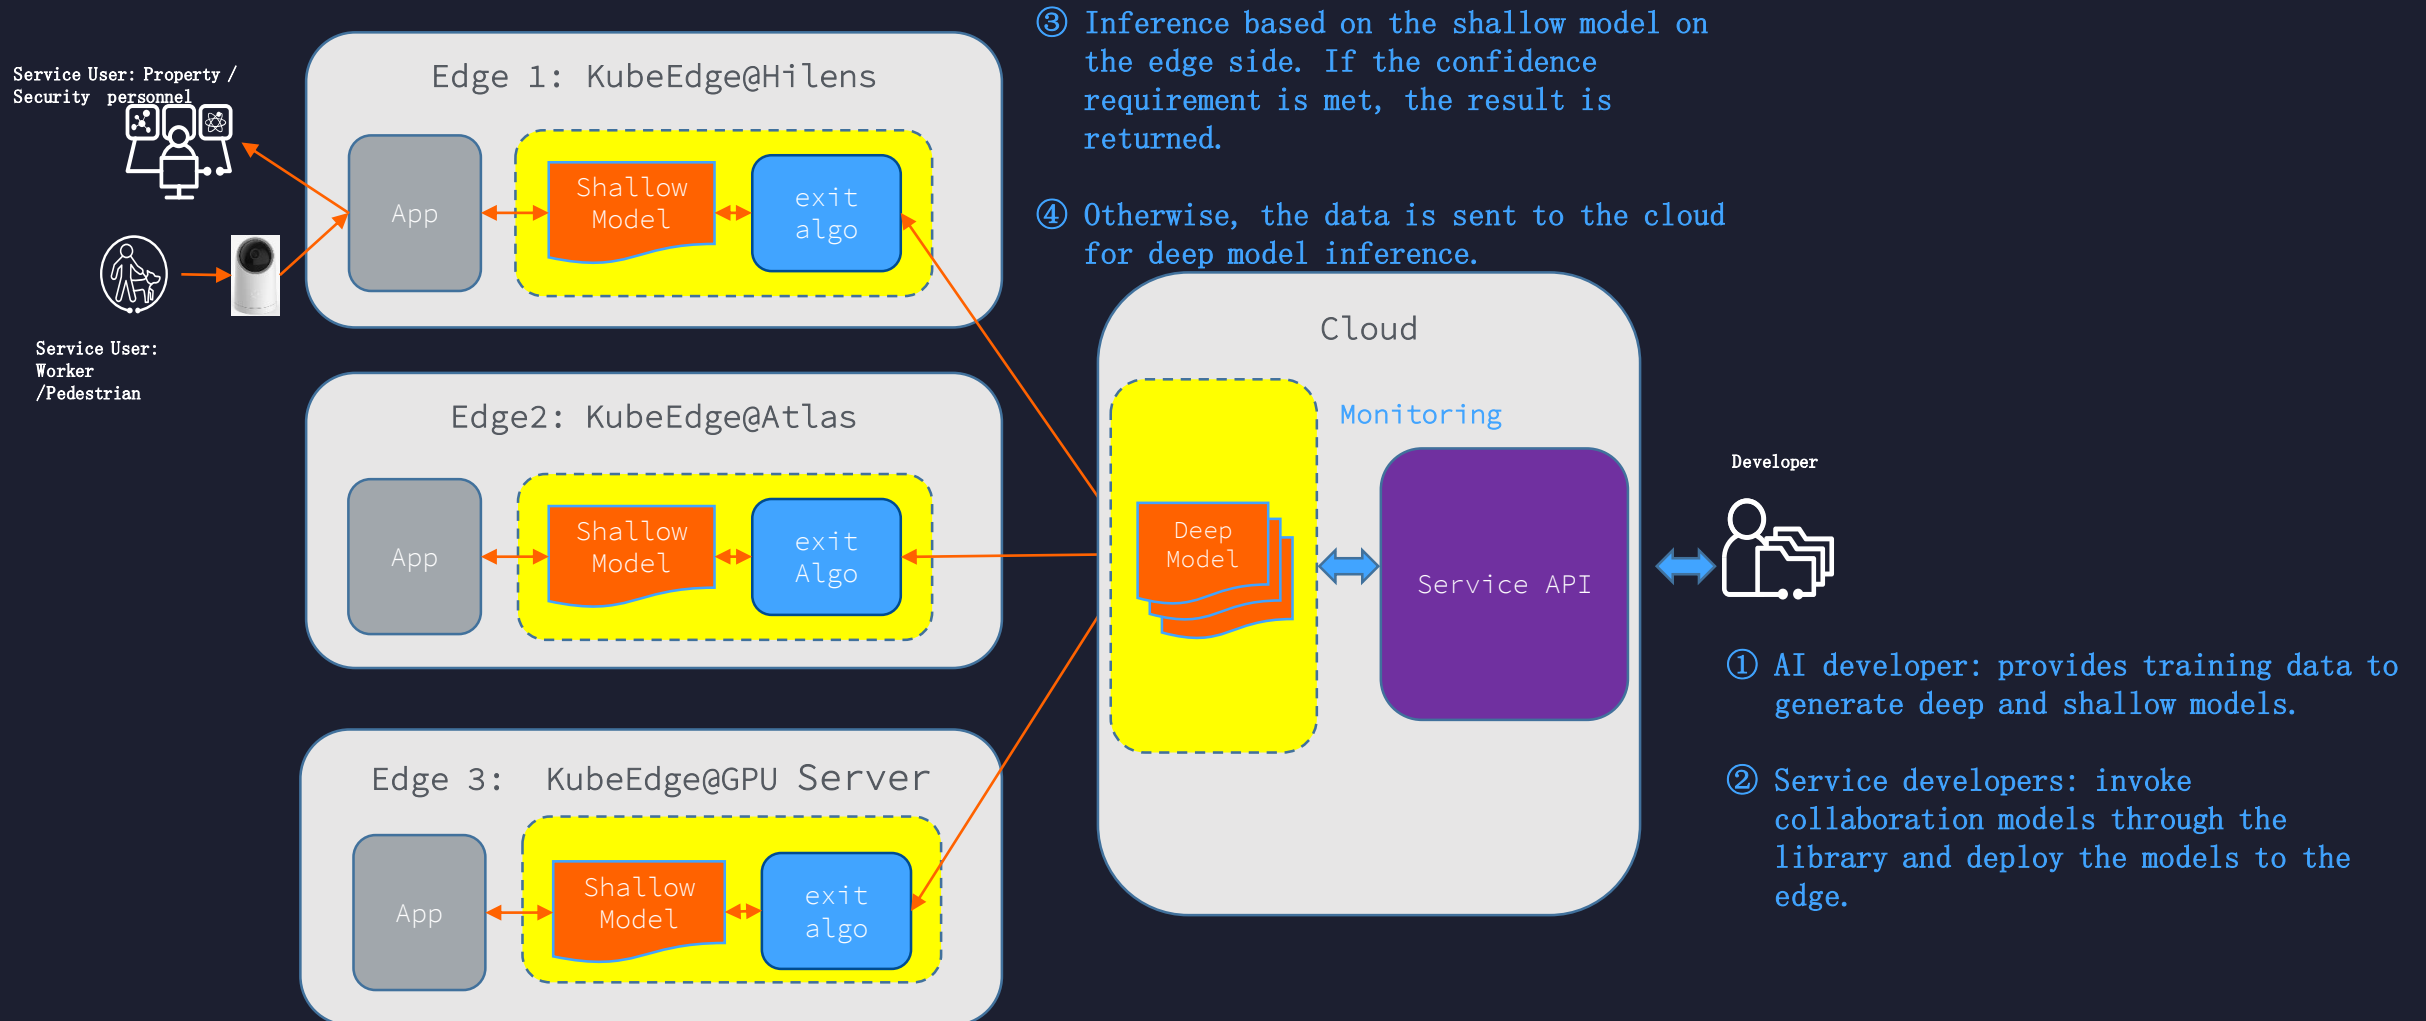 ③ Inference based on the shallow model on
the edge side. If the confidence
requirement is met, the result is
returned.
④ Otherwise, the data is sent to the cloud
for deep model inference.
Service User: Property /
Security personnel
Service User:
Worker
/Pedestrian
Edge 1: KubeEdge@Hilens
App
Shallow
Model
exit
algo
Edge2: KubeEdge@Atlas
App
Shallow
Model
exit
Algo
Edge 3: KubeEdge@GPU Server
App
Shallow
Model
exit
algo
Cloud
Monitoring
Deep
Model
Service API
Developer
① AI developer: provides training data to
generate deep and shallow models.
② Service developers: invoke
collaboration models through the
library and deploy the models to the
edge.